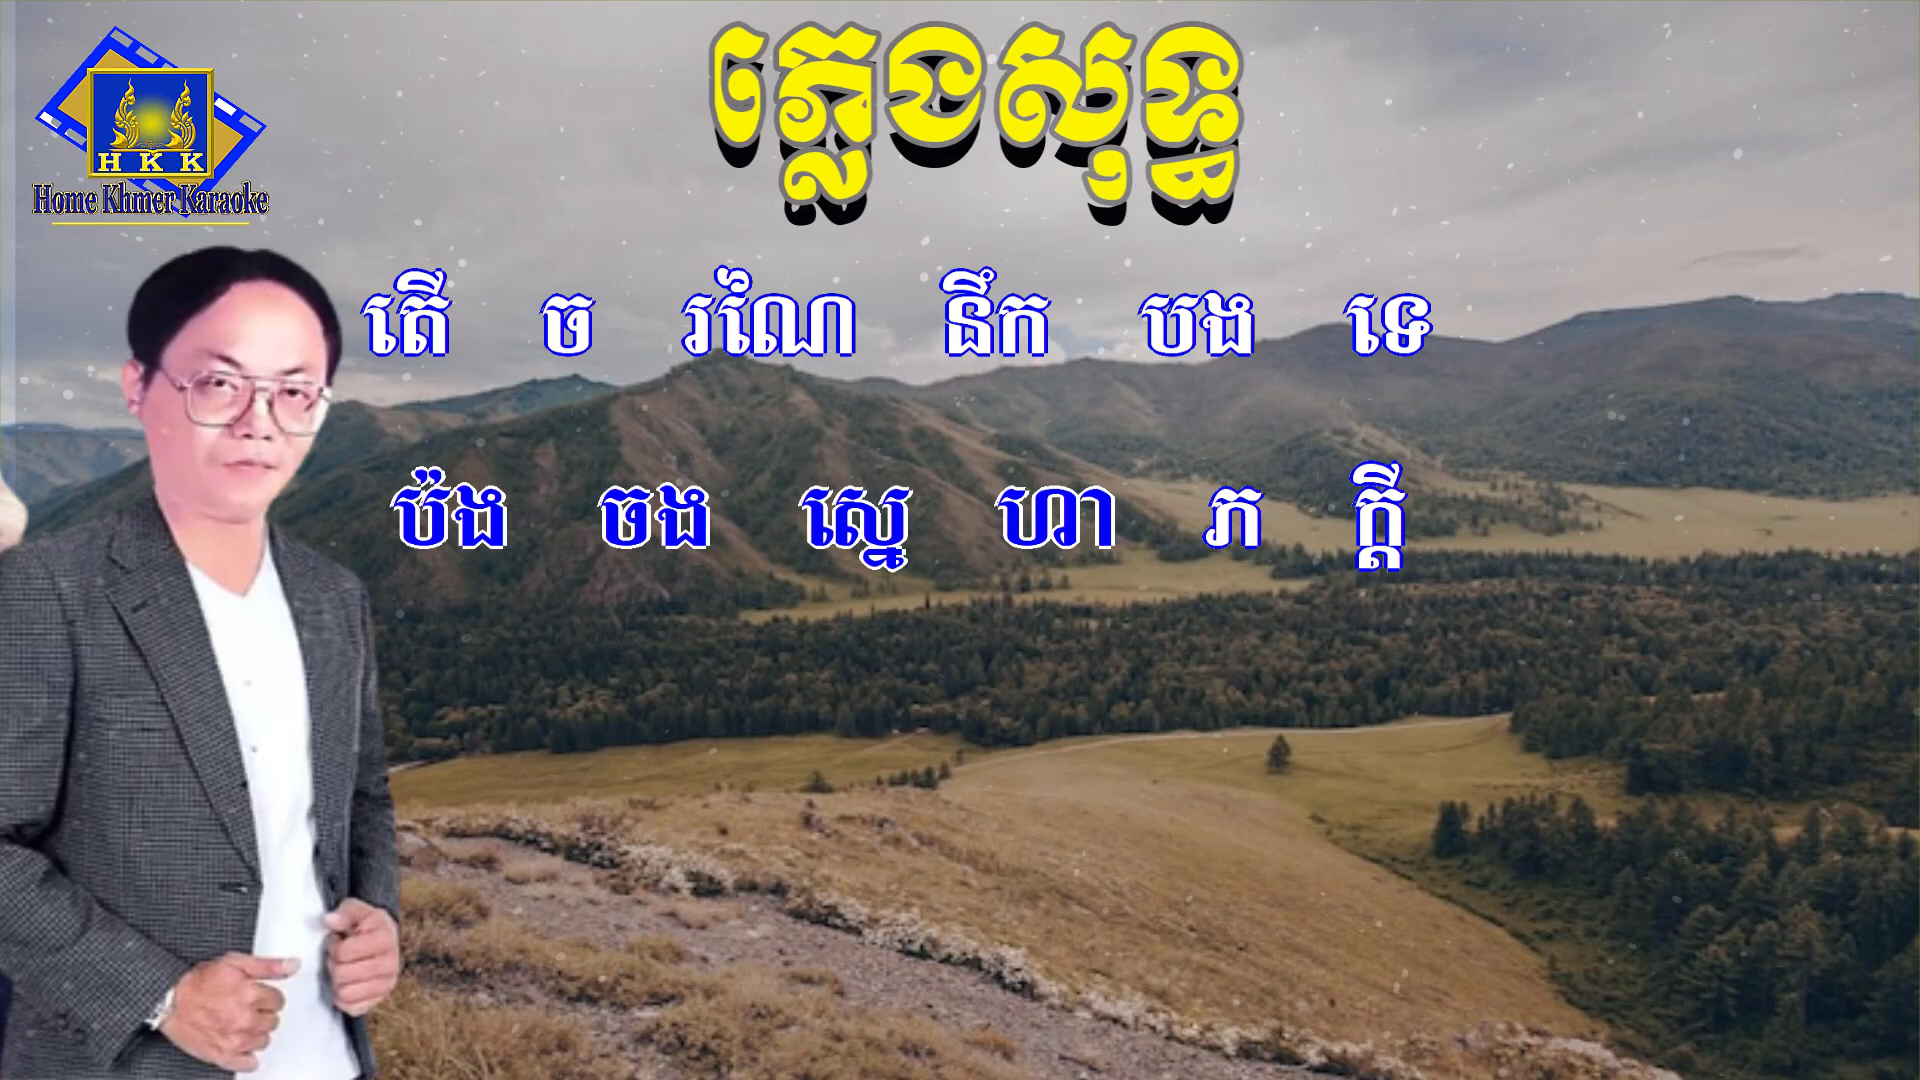 HKK
Home Khmer Karaoke
ភ្លេងសុទ្ធ
តើ ច រណៃ នឹក បង ទេ
ប៉ង ចង ស្នេ ហា ភ ក្តី